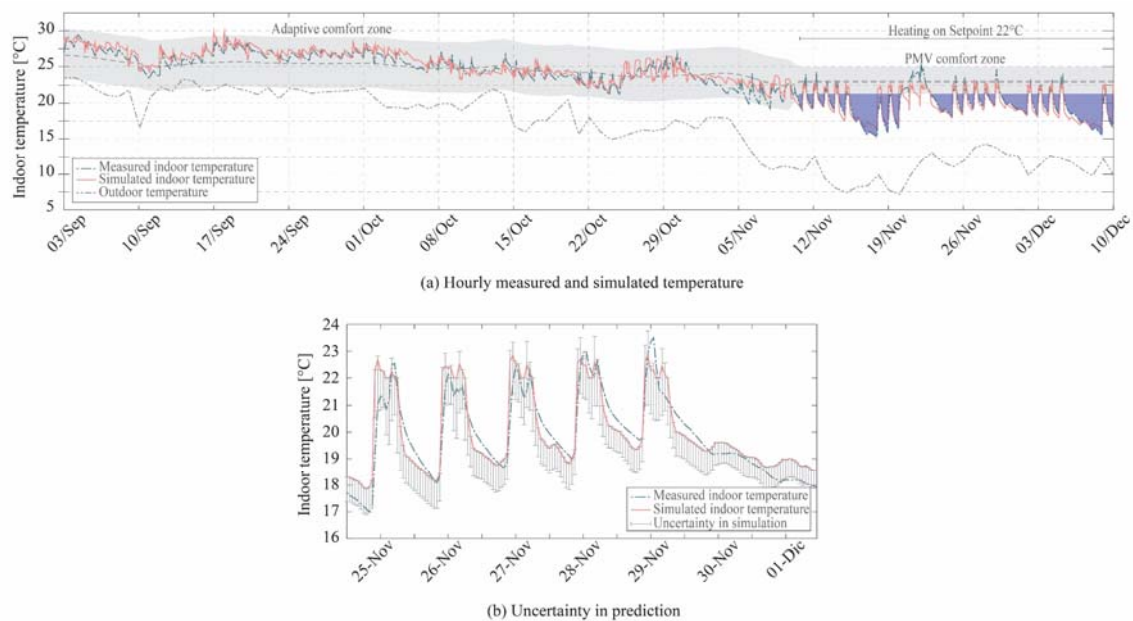 30
25
20
15
10
5
Indoor temperature [°C]
Adaptive comfort zone
Heating on Setpoint 22°C
PMV comfort zone
Measured indoor temperature
Simulated indoor temperature
Outdoor temperature
03/Sep
10/Sep
17/Sep
24/Sep
01/Oct
08/Oct
15/Oct
22/Oct
29/Oct
05/Nov
12/Nov
19/Nov
26/Nov
03/Dec
10/Dec
(a) Hourly measured and simulated temperature
24
23
22
21
20
19
18
17
16
Indoor temperature [°C]
Measured indoor temperature
Simulated indoor temperature
Uncertainty in simulation
25-Nov
26-Nov
27-Nov
28-Nov
29-Nov
30-Nov
01-Dic
(b) Uncertainty in prediction